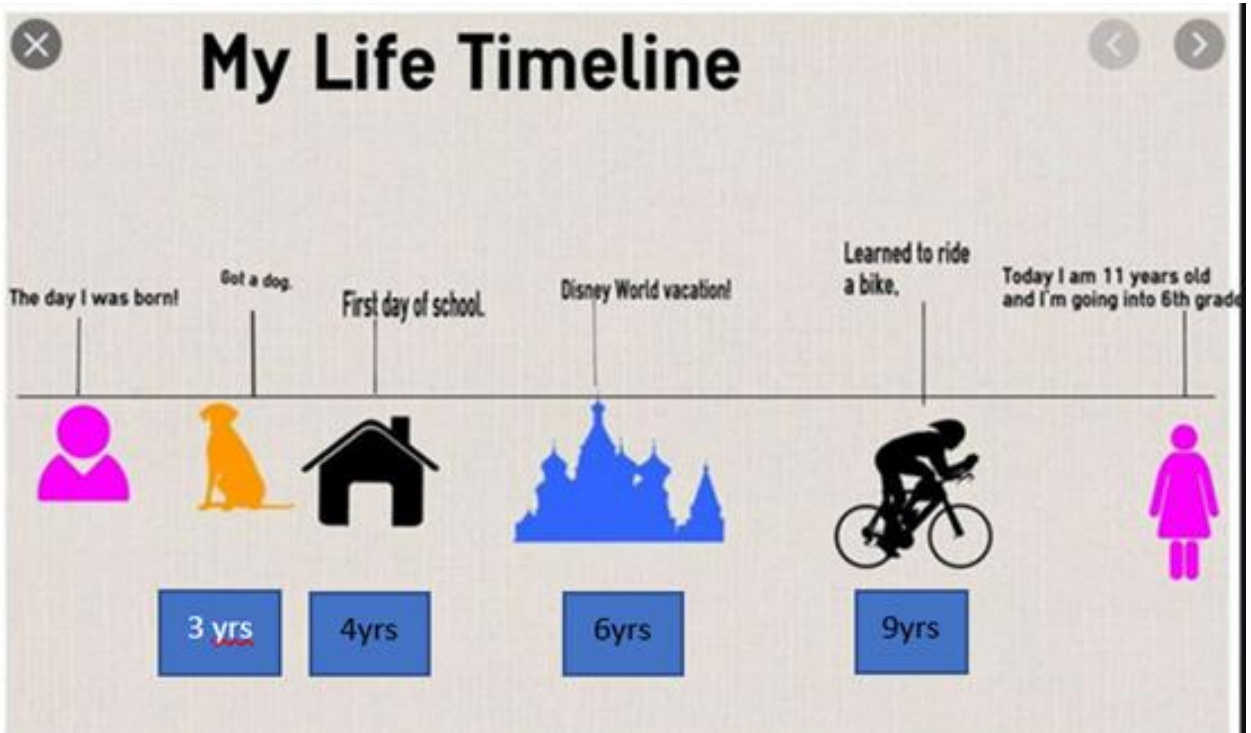 My Life Timeline
The day I was born!
Got a dog.
First day of school.
Disney World vacation!
Learned to ride
a bike.
Today I am 11 years old
and I'm going into 6th grade
3 yrs
4yrs
6yrs
9yrs